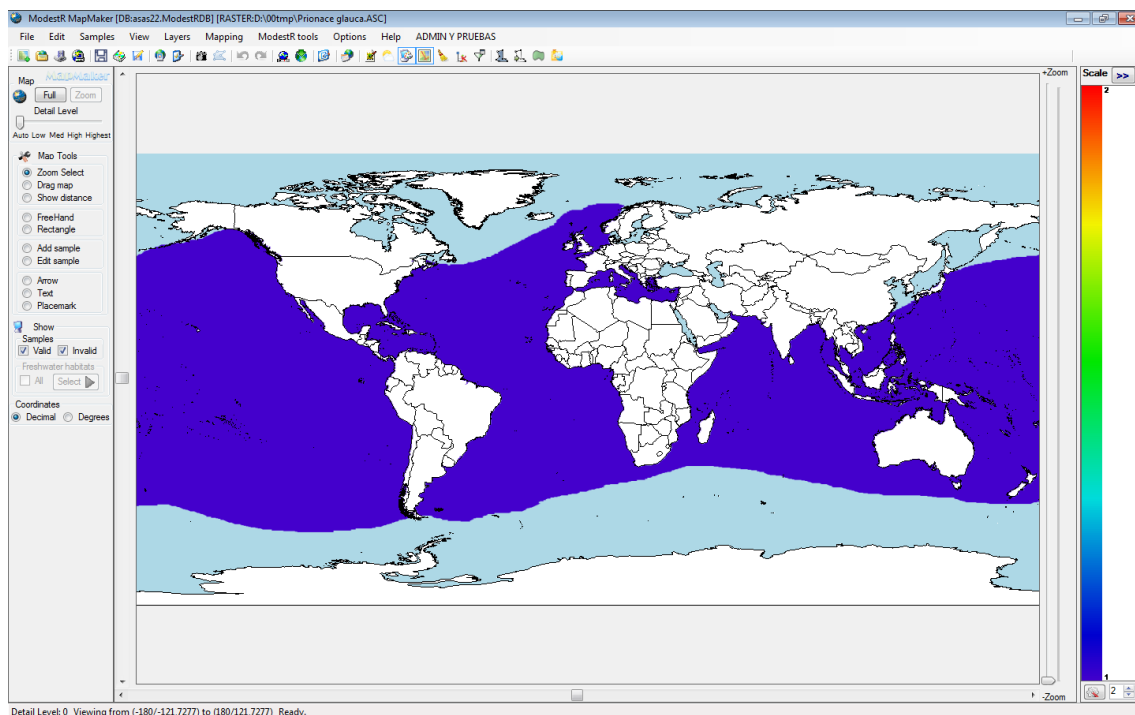 ModestR MapMaker [DB:asas22.ModestRDB] [RASTER:D:\00tmp\Prionace glauca.ASC]
File Edit Samples View Layers Mapping ModestR tools Options Help ADMIN Y PRUEBAS
Map MapMaker
Full Zoom
Detail Level
Auto Low Med High Highest
Map Tools
Zoom Select
Drag map
Show distance
FreeHand
Rectangle
Add sample
Edit sample
Arrow
Text
Placemark
Show
Samples
Valid Invalid
Freshwater habitats
All Select
Coordinates
Decimal Degrees
+Zoom
-Zoom
Scale >>
2
1
2
Detail Level: 0 Viewing from (-180/-121.7277) to (180/121.7277) Ready.